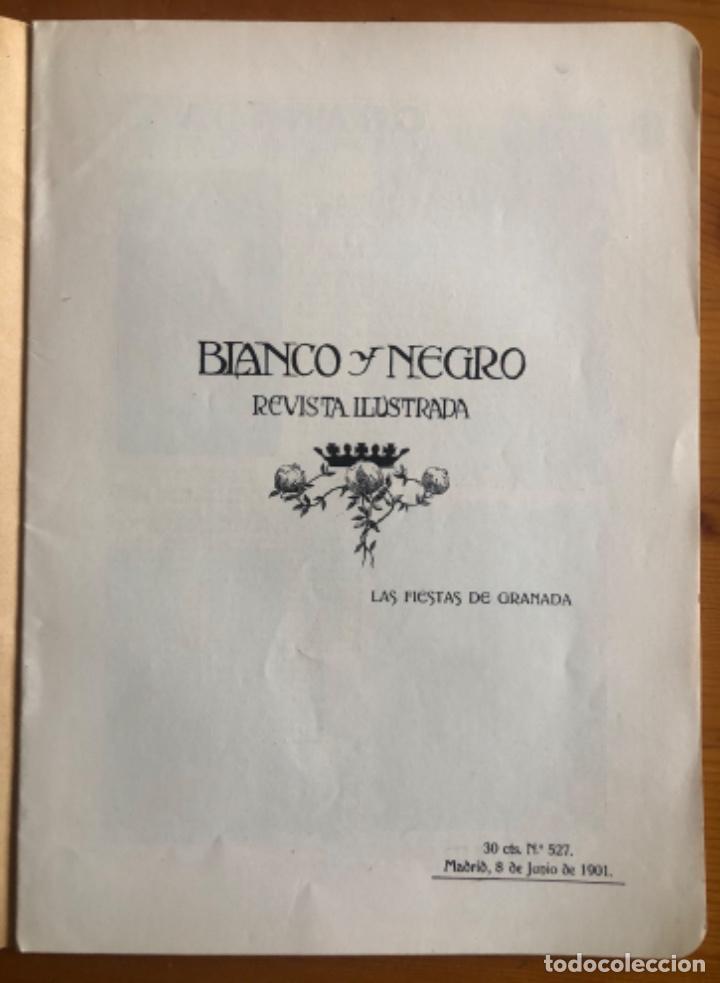 BLANCO y NEGRO
REVISTA ILUSTRADA
LAS FIESTAS DE GRANADA
30 cts. N.º 527.
Madrid, 8 de Junio de 1901.
todocoleccion